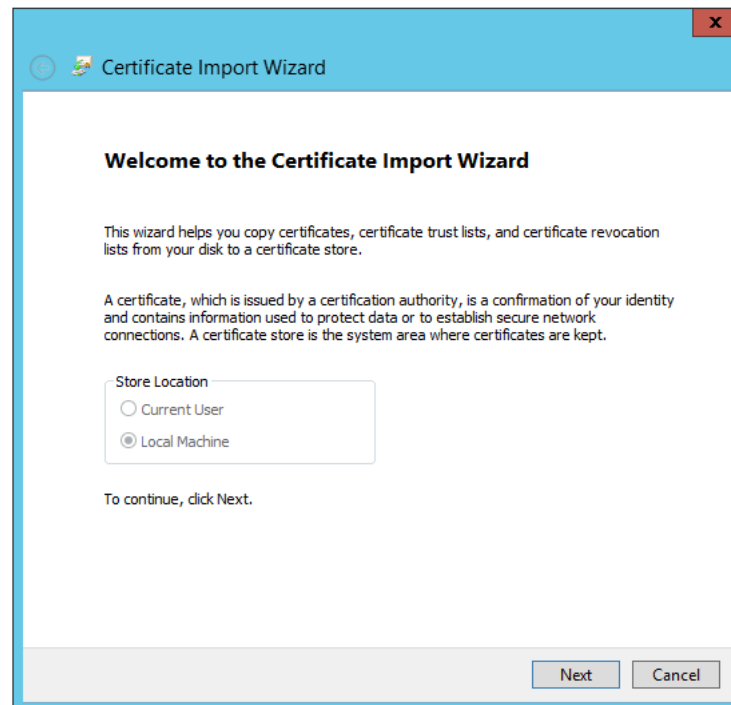 x
Certificate Import Wizard
Welcome to the Certificate Import Wizard
This wizard helps you copy certificates, certificate trust lists, and certificate revocation
lists from your disk to a certificate store.
A certificate, which is issued by a certification authority, is a confirmation of your identity
and contains information used to protect data or to establish secure network
connections. A certificate store is the system area where certificates are kept.
Store Location
Current User
Local Machine
To continue, click Next.
Next Cancel